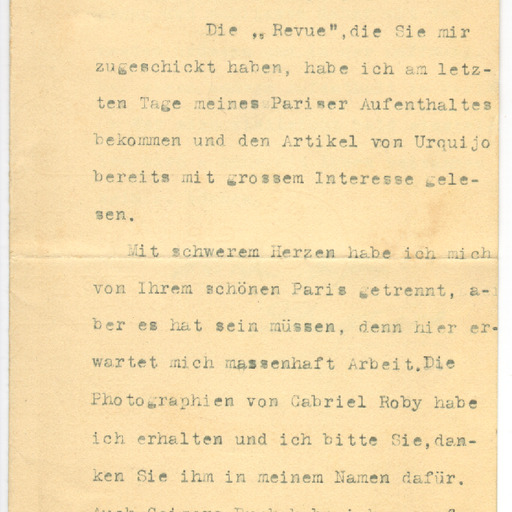 Die „ Revue", die Sie mir
zugeschickt haben, habe ich am letz-
ten Tage meines Pariser Aufenthaltes
bekommen und den Artikel von Urquijo
bereits mit grossem Interesse gele-
sen.
Mit schwerem Herzen habe ich mich
von Ihrem schönen Paris getrennt, a-
ber es hat sein müssen, denn hier er-
wartet mich massenhaft Arbeit.Die
Photographien von Gabriel Roby habe
ich erhalten und ich bitte Sie,dan-
ken Sie ihm in meinem Namen dafür.
Auch